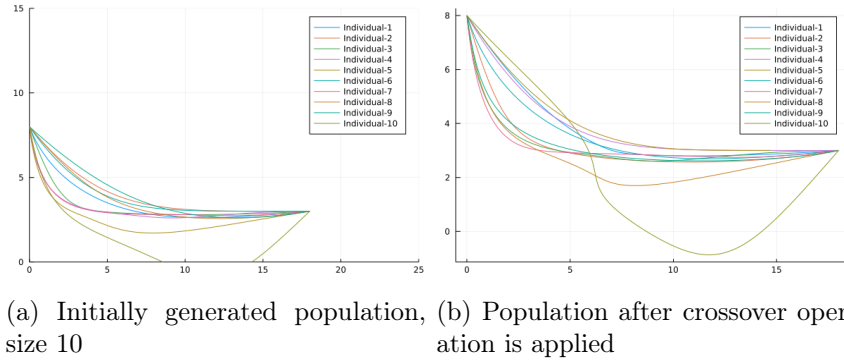 15
10
5
0
0
5
10
15
20
25
Individual-1
Individual-2
Individual-3
Individual-4
Individual-5
Individual-6
Individual-7
Individual-8
Individual-9
Individual-10
8
6
4
2
0
0
5
10
15
Individual-1
Individual-2
Individual-3
Individual-4
Individual-5
Individual-6
Individual-7
Individual-8
Individual-9
Individual-10
(a) Initially generated population,
size 10
(b) Population after crossover oper
ation is applied